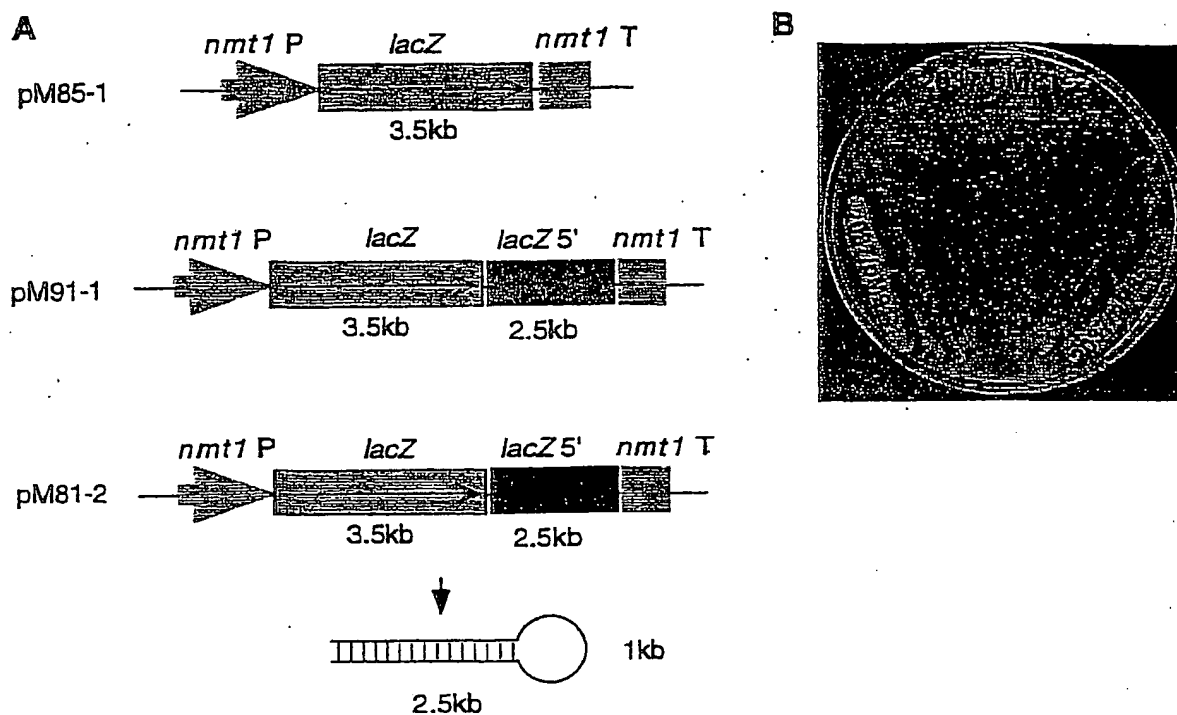 A
nmt1 P lacZ nmt1 T
pM85-1
3.5kb
nmt1 P lacZ lacZ 5' nmt1 T
pM91-1
3.5kb 2.5kb
nmt1 P lacZ lacZ 5' nmt1 T
pM81-2
3.5kb 2.5kb
1kb
2.5kb
B